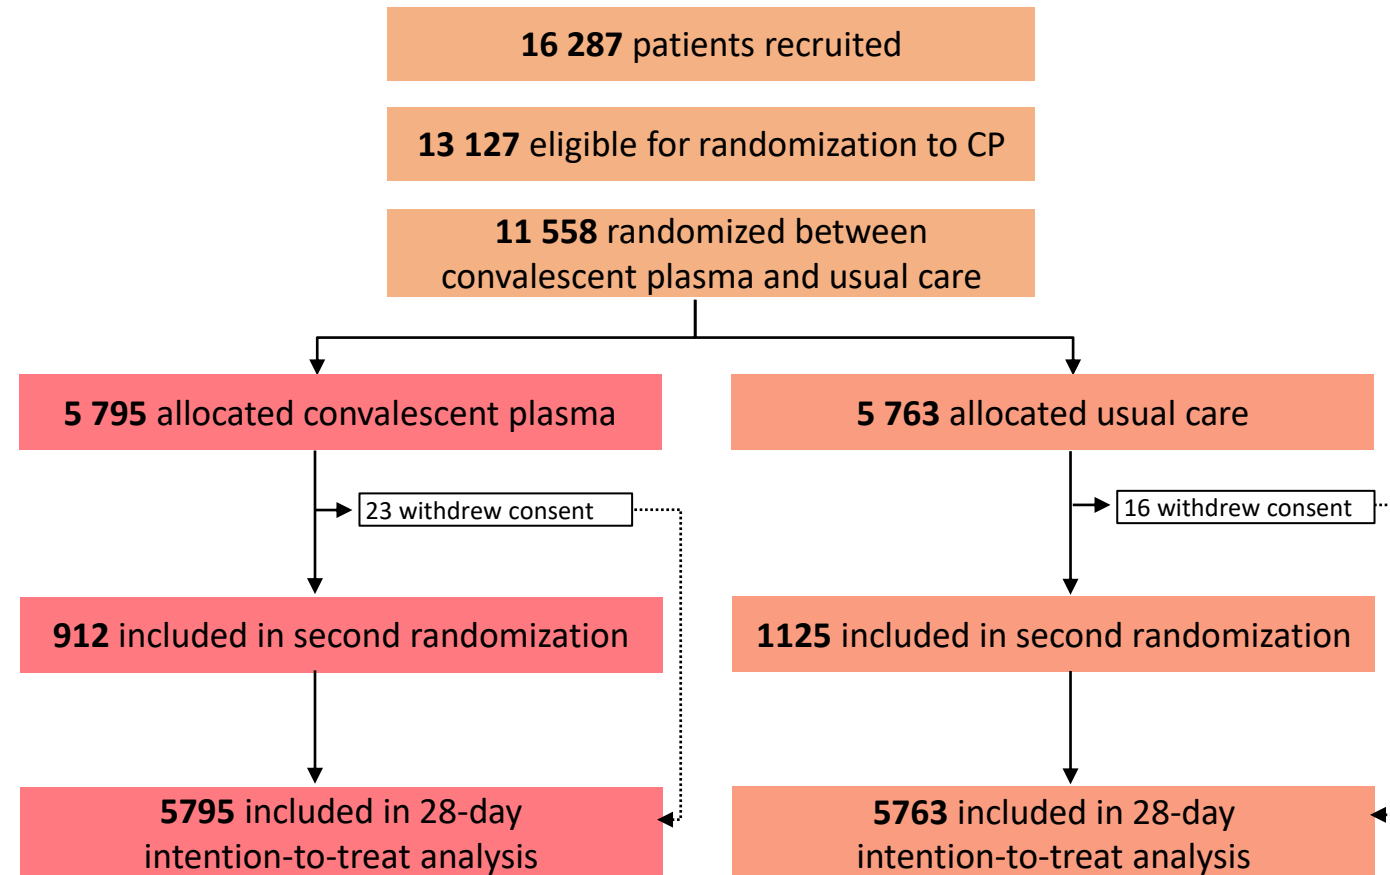 16 287 patients recruited
13 127 eligible for randomization to CP
11 558 randomized between
convalescent plasma and usual care
5 795 allocated convalescent plasma
5 763 allocated usual care
23 withdrew consent
16 withdrew consent
912 included in second randomization
1125 included in second randomization
5795 included in 28-day
intention-to-treat analysis
5763 included in 28-day
intention-to-treat analysis